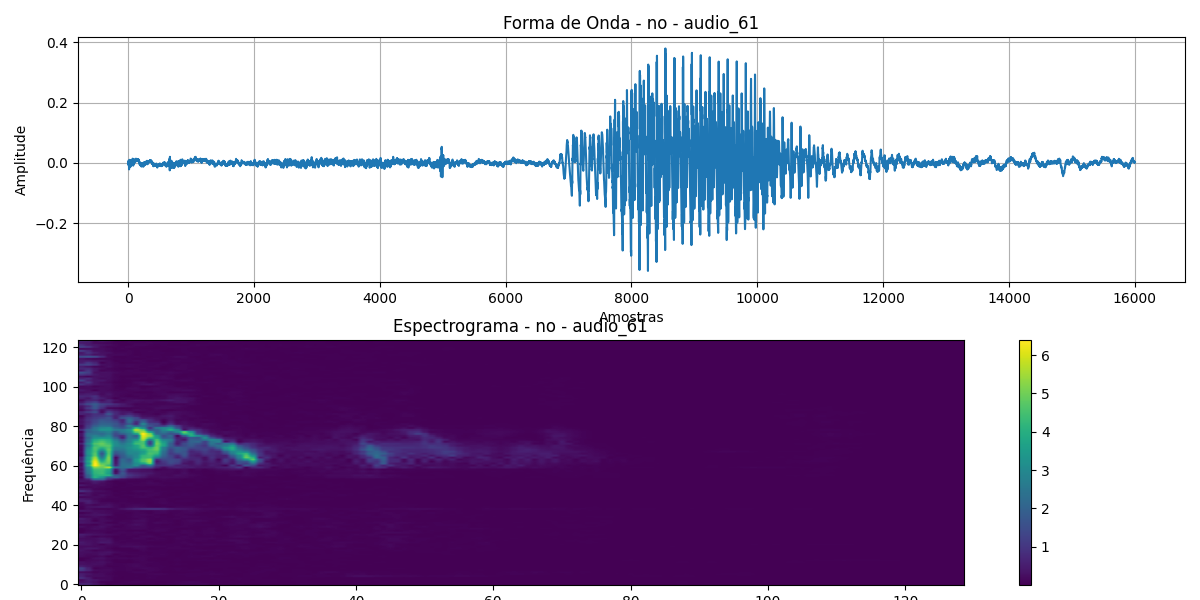 Forma de Onda - no - audio_61
0.4
0.2
0.0
−0.2
Amplitude
0 2000 4000 6000 8000 10000 12000 14000 16000
Amostras
Espectrograma - no - audio_61
120
100
80
60
40
20
0
Frequência
6
5
4
3
2
1
0 20 40 60 80 100 120